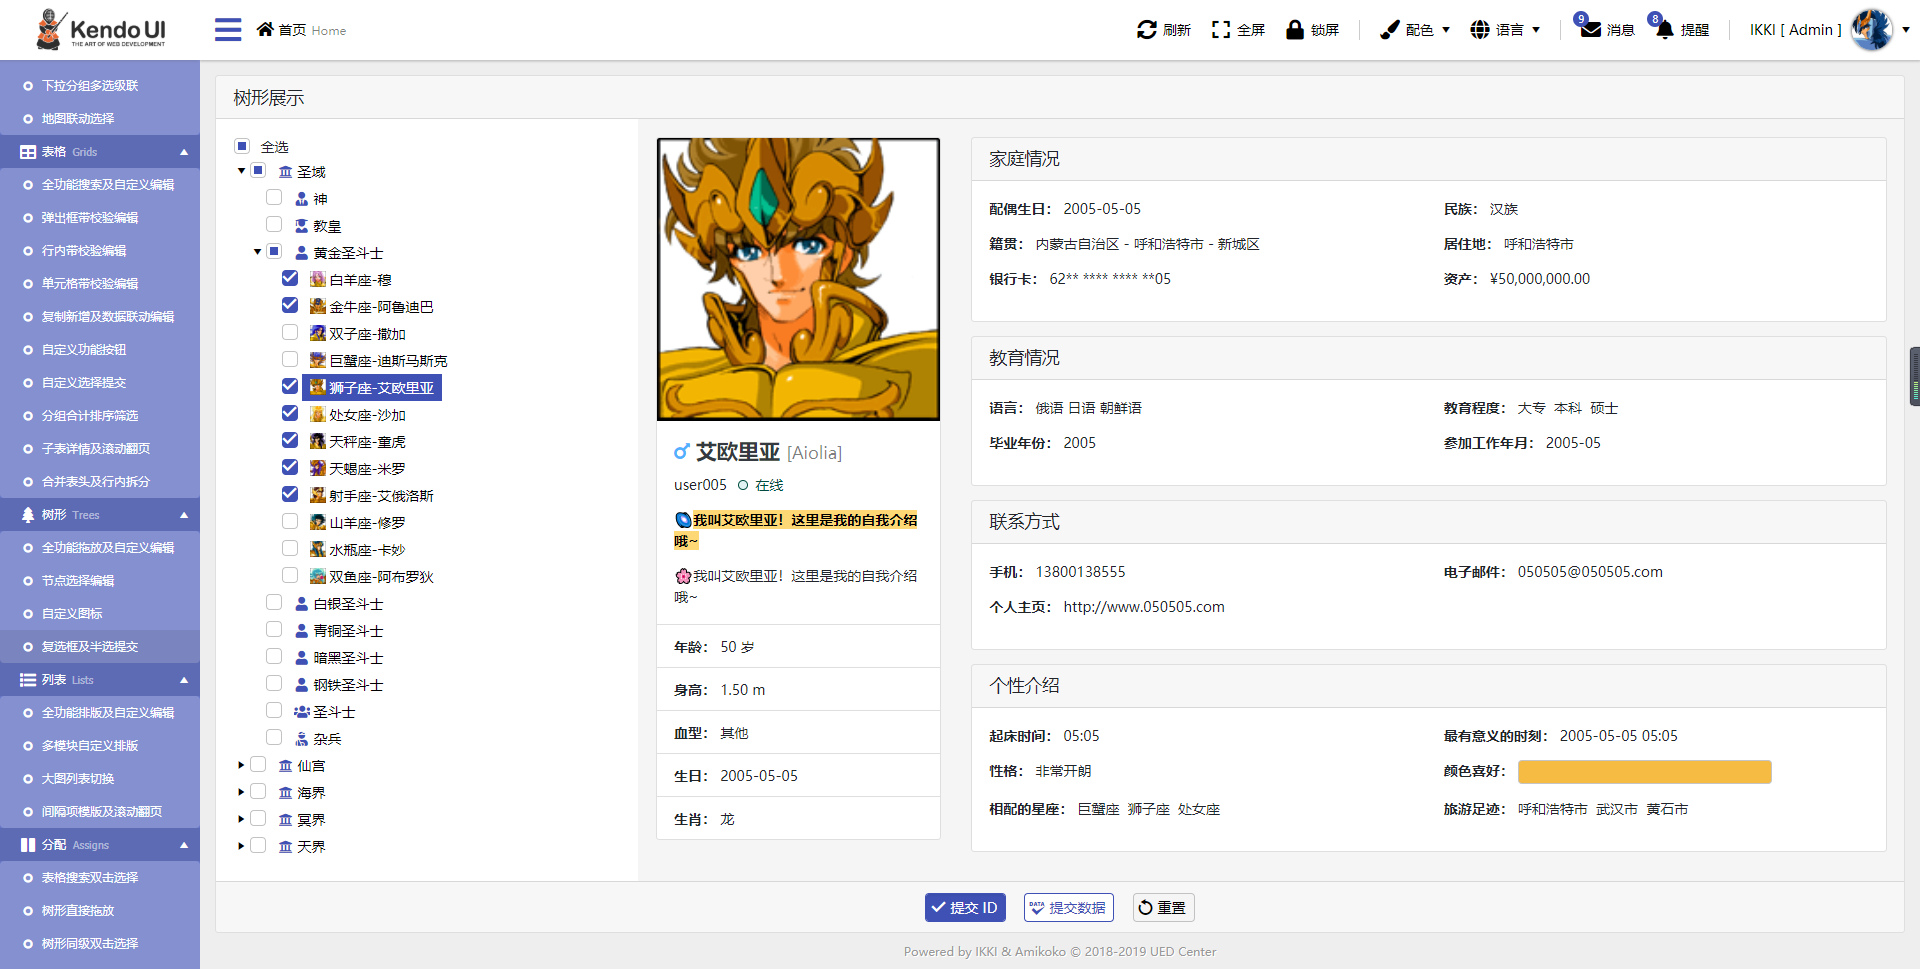 Kendo UI
THE ART OF WEB DEVELOPMENT
首页 Home
刷新 全屏 锁屏 配色 语言 9 消息 8 提醒 IKKI [ Admin ]
下拉分组多选级联
地图联动选择
表格 Grids
全功能搜索及自定义编辑
弹出框带校验编辑
行内带校验编辑
单元格带校验编辑
复制新增及数据联动编辑
自定义功能按钮
自定义选择提交
分组合计排序筛选
子表详情及滚动翻页
合并表头及行内拆分
树形 Trees
全功能拖放及自定义编辑
节点选择编辑
自定义图标
复选框及半选提交
列表 Lists
全功能排版及自定义编辑
多模块自定义排版
大图列表切换
间隔项模版及滚动翻页
分配 Assigns
表格搜索双击选择
树形直接拖放
树形同级双击选择
树形展示
全选
圣域
神
教皇
黄金圣斗士
白羊座-穆
金牛座-阿鲁迪巴
双子座-撒加
巨蟹座-迪斯马斯克
狮子座-艾欧里亚
处女座-沙加
天秤座-童虎
天蝎座-米罗
射手座-艾俄洛斯
山羊座-修罗
水瓶座-卡妙
双鱼座-阿布罗狄
白银圣斗士
青铜圣斗士
暗黑圣斗士
钢铁圣斗士
圣斗士
杂兵
仙宫
海界
冥界
天界
艾欧里亚 [Aiolia]
user005 在线
我叫艾欧里亚！这里是我的自我介绍
哦~
我叫艾欧里亚！这里是我的自我介绍
哦~
年龄： 50 岁
身高： 1.50 m
血型： 其他
生日： 2005-05-05
生肖： 龙
家庭情况
配偶生日： 2005-05-05 民族： 汉族
籍贯： 内蒙古自治区 - 呼和浩特市 - 新城区 居住地： 呼和浩特市
银行卡： 62** **** **** **05 资产： ¥50,000,000.00
教育情况
语言： 俄语 日语 朝鲜语 教育程度： 大专 本科 硕士
毕业年份： 2005 参加工作年月： 2005-05
联系方式
手机： 13800138555 电子邮件： 050505@050505.com
个人主页： http://www.050505.com
个性介绍
起床时间： 05:05 最有意义的时刻： 2005-05-05 05:05
性格： 非常开朗 颜色喜好：
相配的星座： 巨蟹座 狮子座 处女座 旅游足迹： 呼和浩特市 武汉市 黄石市
提交 ID DATA 提交数据 重置
Powered by IKKI & Amikoko © 2018-2019 UED Center